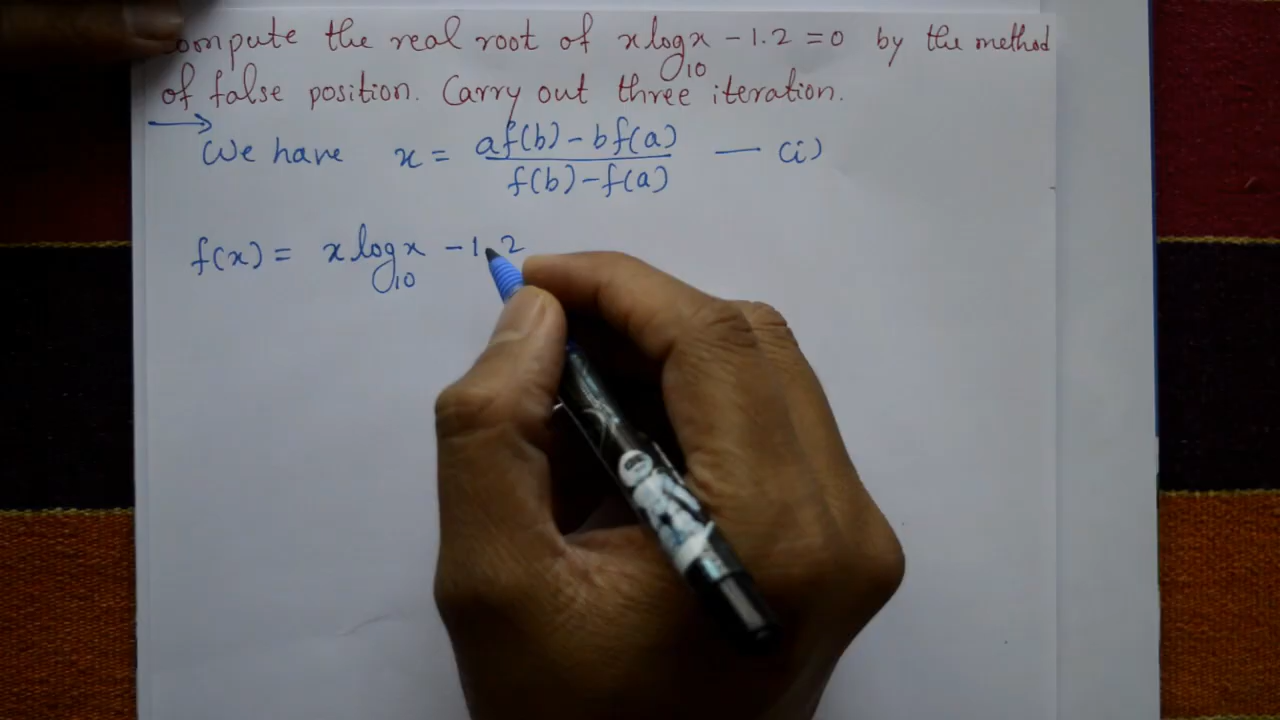 compute the real root of x log₁₀x - 1.2 = 0 by the method
of false position. Carry out three iteration.
We have x = (af(b) - bf(a)) / (f(b) - f(a)) — (i)
f(x) = x log₁₀x - 1.2